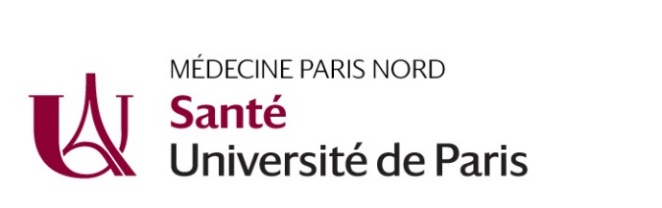 MÉDECINE PARIS NORD
Santé
Université de Paris